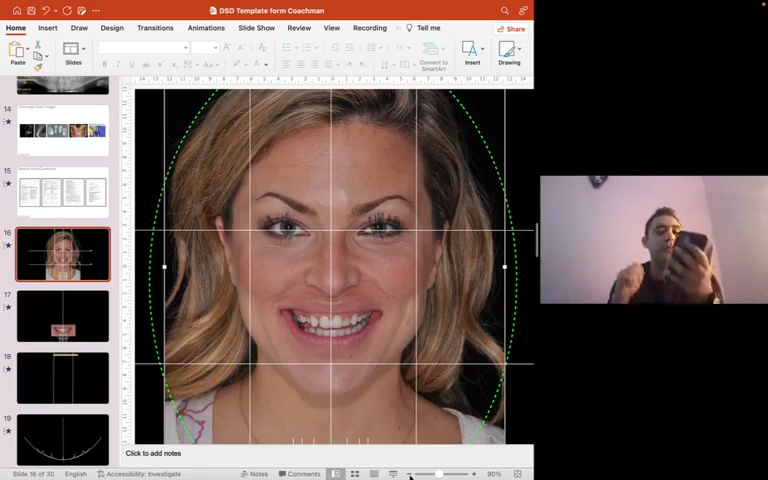 DSD Template form Coachman
Home Insert Draw Design Transitions Animations Slide Show Review View Recording Tell me Share
Paste Slides Convert to SmartArt Insert Drawing
14
15
16
17
18
19
Click to add notes
Slide 16 of 30 English Accessibility: Investigate Notes Comments 90%